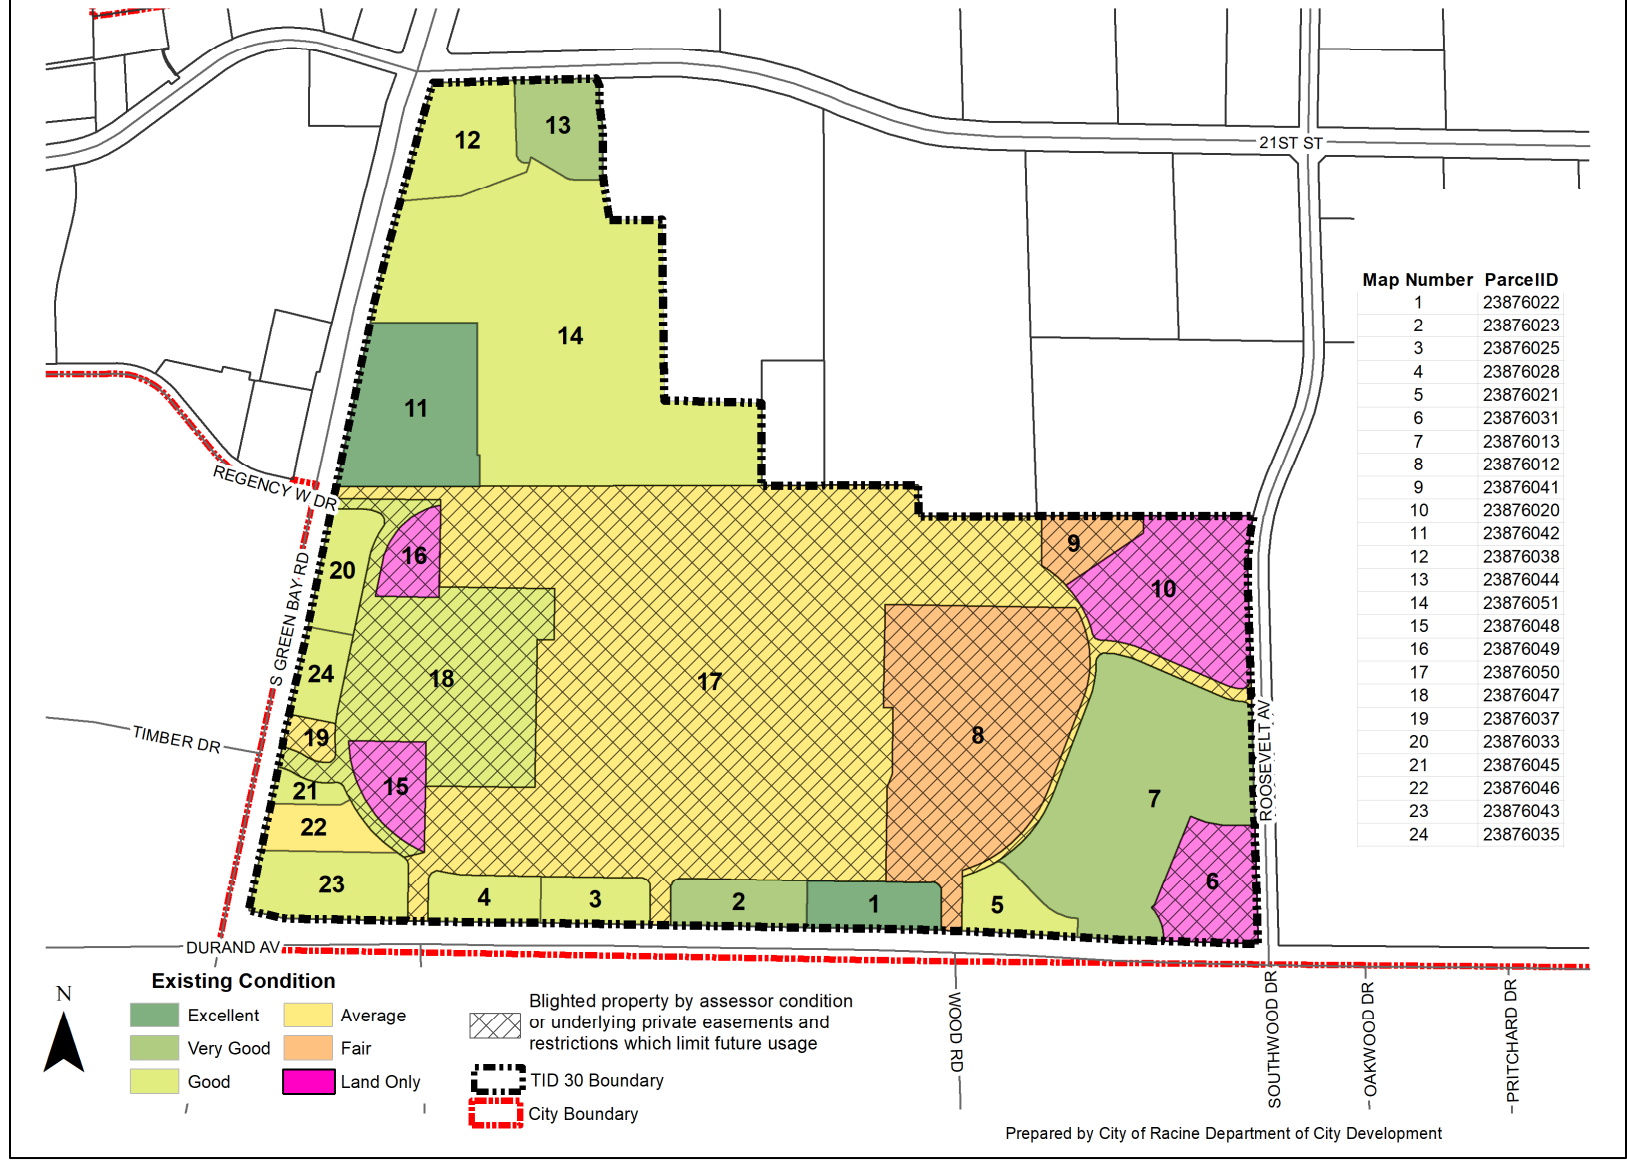 12
13
21ST ST
14
11
Map Number ParcelID
1 23876022
2 23876023
3 23876025
4 23876028
5 23876021
6 23876031
7 23876013
8 23876012
9 23876041
10 23876020
11 23876042
12 23876038
13 23876044
14 23876051
15 23876048
16 23876049
17 23876050
18 23876047
19 23876037
20 23876033
21 23876045
22 23876046
23 23876043
24 23876035
REGENCY W DR
S GREEN BAY RD
TIMBER DR
20
16
9
10
24
18
17
19
8
ROOSEVELT AV
21
15
7
22
23
4
3
2
1
5
6
DURAND AV
WOOD RD
SOUTHWOOD DR
OAKWOOD DR
PRITCHARD DR
N
Existing Condition
Excellent
Average
Very Good
Fair
Good
Land Only
Blighted property by assessor condition
or underlying private easements and
restrictions which limit future usage
TID 30 Boundary
City Boundary
Prepared by City of Racine Department of City Development